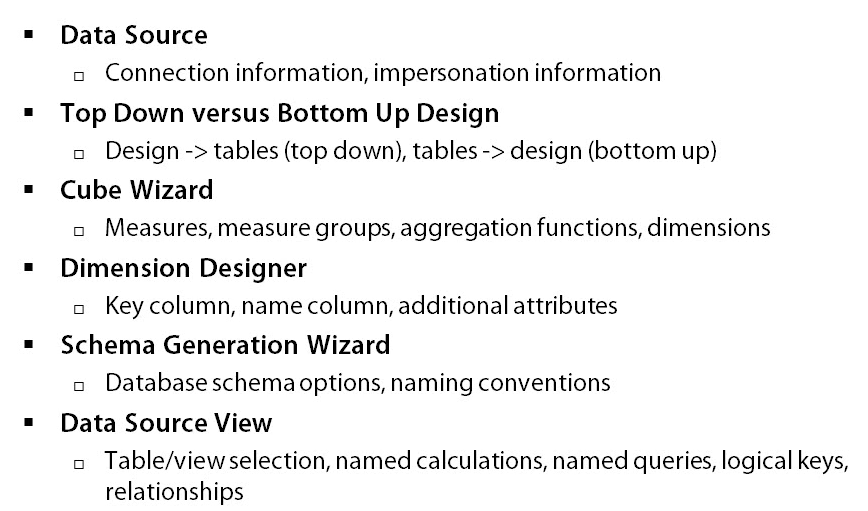 ▪ Data Source
▫ Connection information, impersonation information
▪ Top Down versus Bottom Up Design
▫ Design -> tables (top down), tables -> design (bottom up)
▪ Cube Wizard
▫ Measures, measure groups, aggregation functions, dimensions
▪ Dimension Designer
▫ Key column, name column, additional attributes
▪ Schema Generation Wizard
▫ Database schema options, naming conventions
▪ Data Source View
▫ Table/view selection, named calculations, named queries, logical keys,
relationships